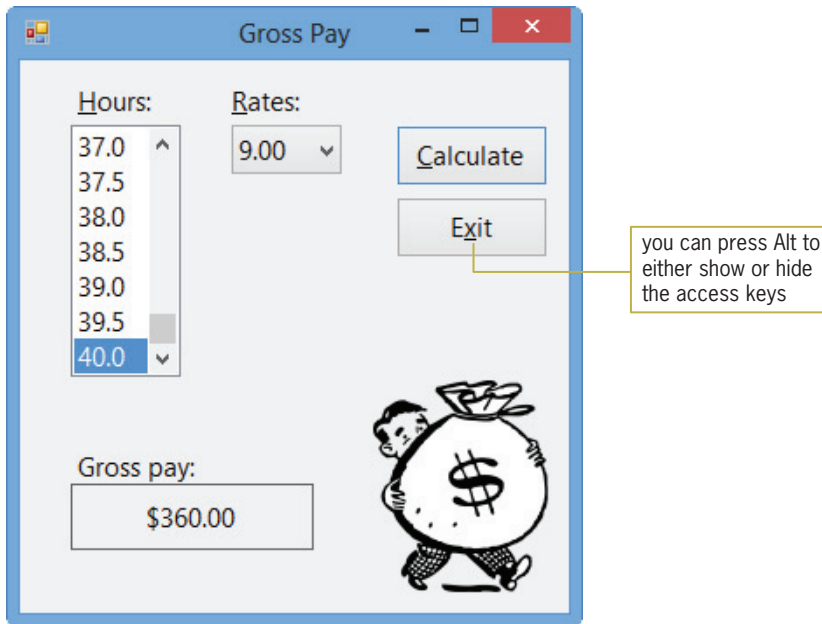 Gross Pay
Hours:
Rates:
37.0
37.5
38.0
38.5
39.0
39.5
40.0
9.00
Calculate
Exit
you can press Alt to
either show or hide
the access keys
Gross pay:
$360.00
$